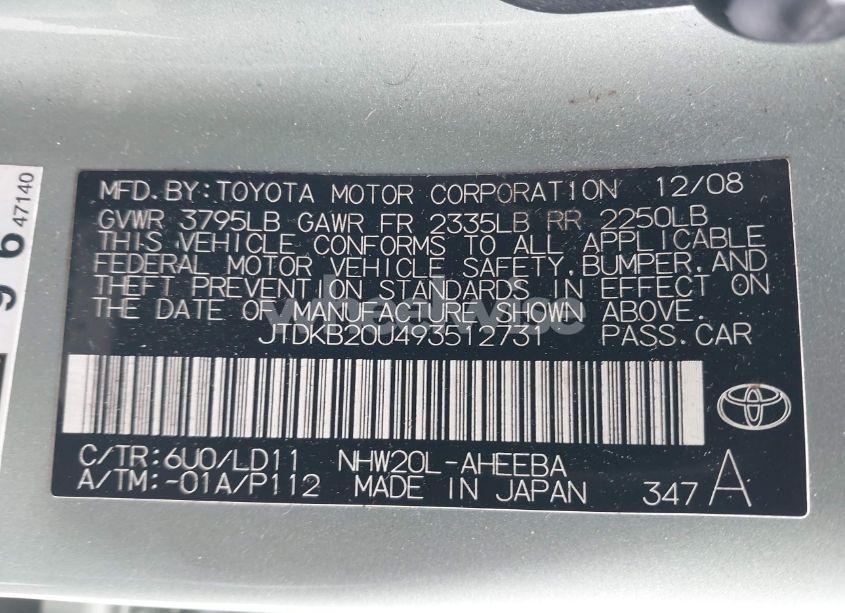 MFD.BY:TOYOTA MOTOR CORPORATION 12/08
GVWR 3795LB GAWR FR 2335LB RR 2250LB
THIS VEHICLE CONFORMS TO ALL APPLICABLE
FEDERAL MOTOR VEHICLE SAFETY,BUMPER,AND
THEFT PREVENTION STANDARDS IN EFFECT ON
THE DATE OF MANUFACTURE SHOWN ABOVE.
JTDKB20U493512731 PASS.CAR
C/TR:6U0/LD11 NHW20L-AHEEBA
A/TM:-01A/P112 MADE IN JAPAN 347 A
47140
96